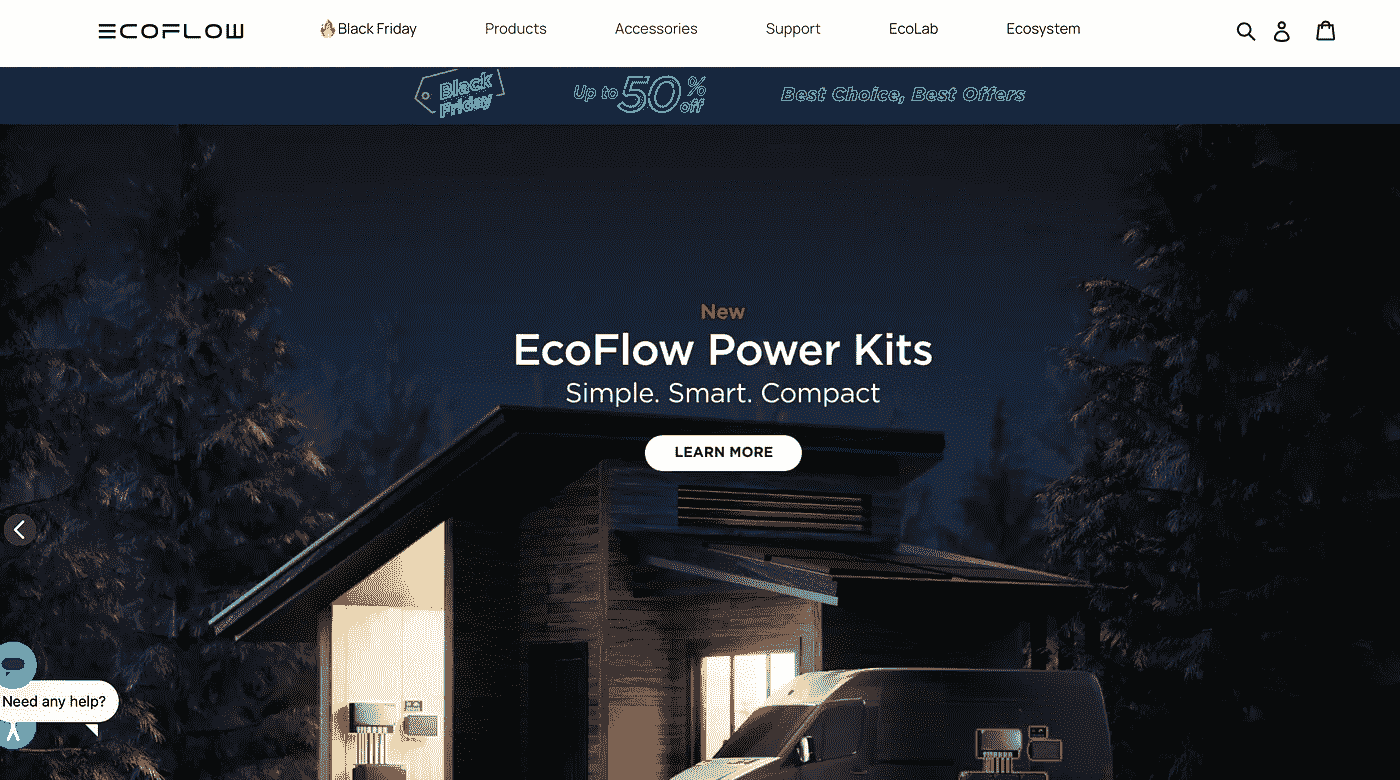 ECOFLOW
Black Friday
Products
Accessories
Support
EcoLab
Ecosystem
Black
Friday
Up to 50% off
Best Choice, Best Offers
New
EcoFlow Power Kits
Simple. Smart. Compact
LEARN MORE
Need any help?